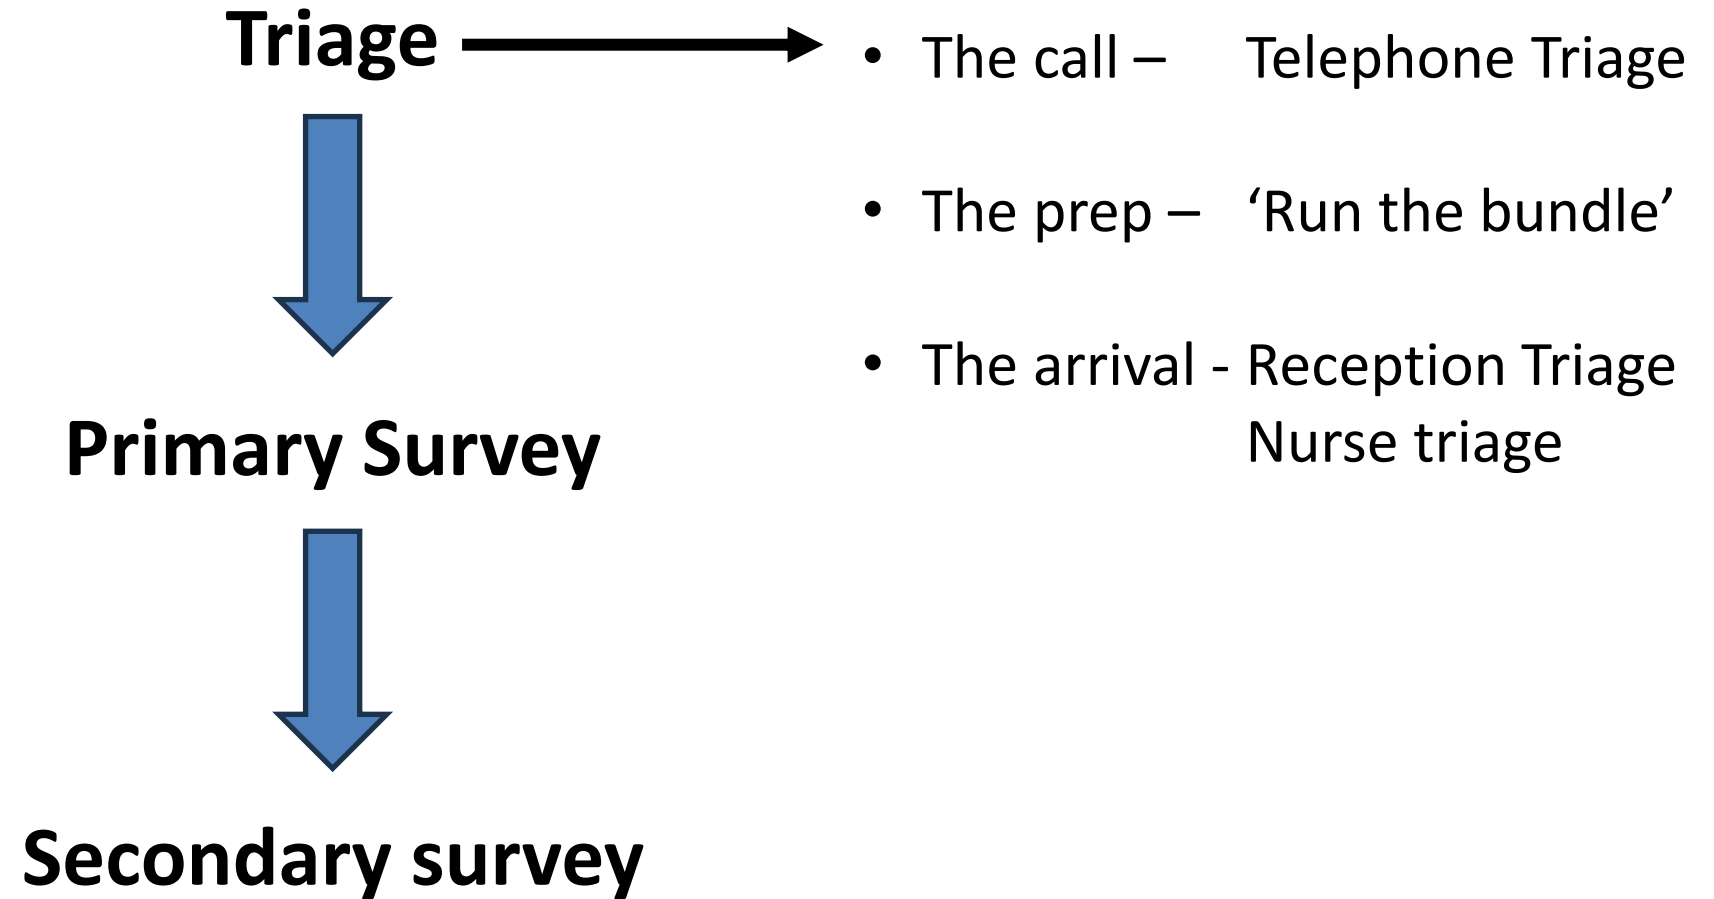 Triage
• The call – Telephone Triage
• The prep – ‘Run the bundle’
• The arrival - Reception Triage
Nurse triage
Primary Survey
Secondary survey